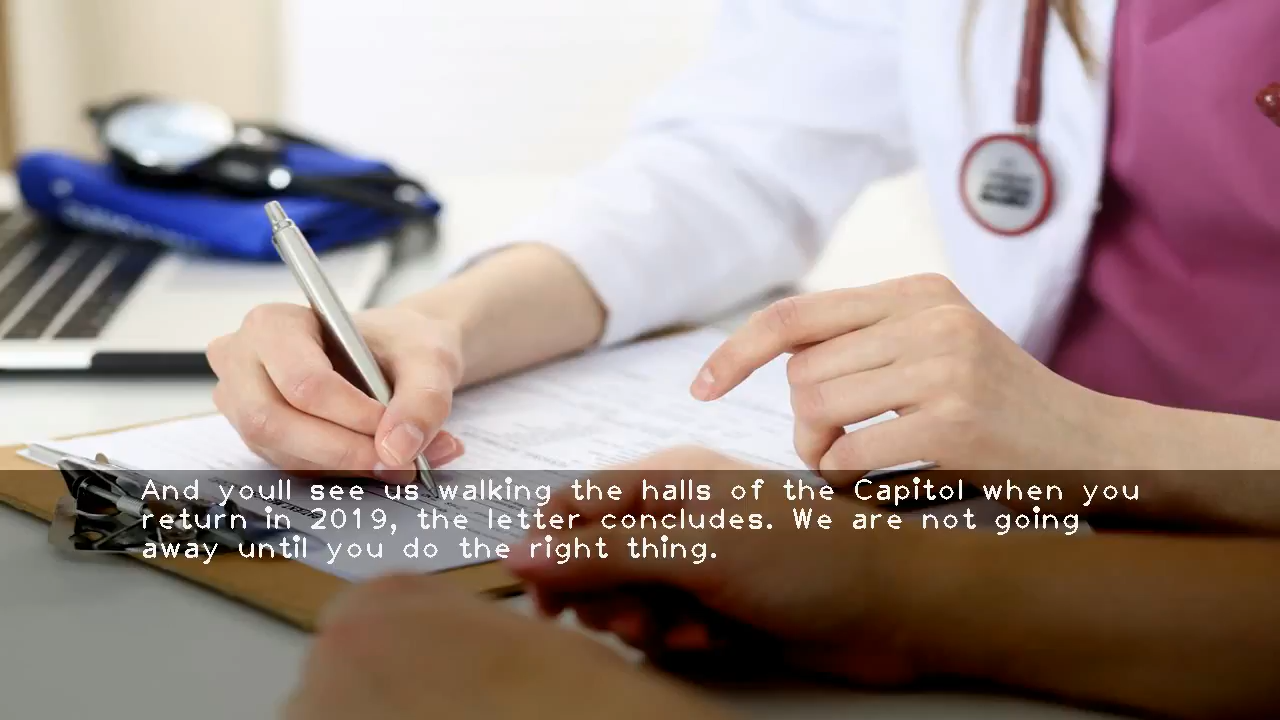 And youll see us walking the halls of the Capitol when you
return in 2019, the letter concludes. We are not going
away until you do the right thing.